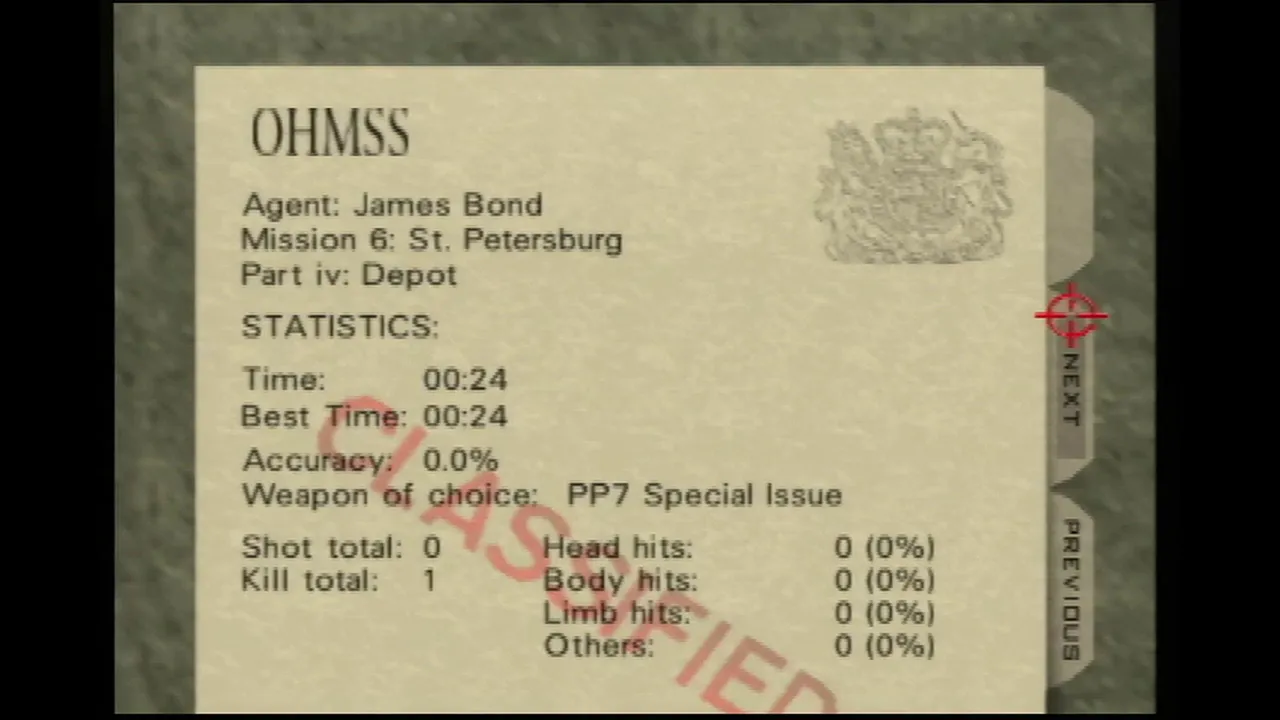 OHMSS
Agent: James Bond
Mission 6: St. Petersburg
Part iv: Depot
STATISTICS:
Time: 00:24
Best Time: 00:24
Accuracy: 0.0%
Weapon of choice: PP7 Special Issue
Shot total: 0 Head hits: 0 (0%)
Kill total: 1 Body hits: 0 (0%)
Limb hits: 0 (0%)
Others: 0 (0%)
CLASSIFIED
NEXT
PREVIOUS